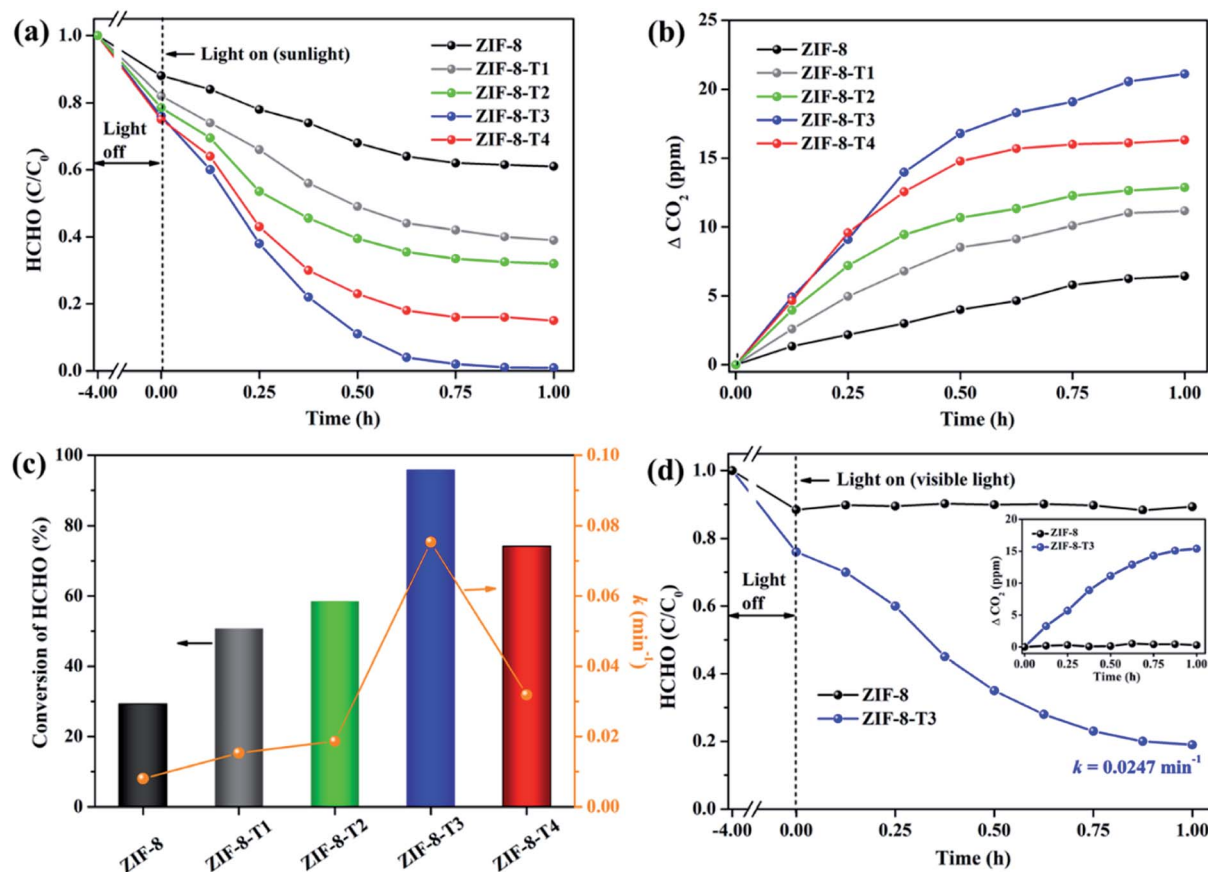 (a)
1.0
0.8
0.6
0.4
0.2
0.0
HCHO (C/C₀)
Light on (sunlight)
Light
off
ZIF-8
ZIF-8-T1
ZIF-8-T2
ZIF-8-T3
ZIF-8-T4
-4.00 0.00 0.25 0.50 0.75 1.00
Time (h)
(b)
25
20
15
10
5
0
Δ CO₂ (ppm)
ZIF-8
ZIF-8-T1
ZIF-8-T2
ZIF-8-T3
ZIF-8-T4
0.00 0.25 0.50 0.75 1.00
Time (h)
(c)
100
80
60
40
20
0
Conversion of HCHO (%)
0.10
0.08
0.06
0.04
0.02
0.00
k (min⁻¹)
ZIF-8 ZIF-8-T1 ZIF-8-T2 ZIF-8-T3 ZIF-8-T4
(d)
1.0
0.8
0.6
0.4
0.2
0.0
HCHO (C/C₀)
Light on (visible light)
Light
off
20
15
10
5
0
Δ CO₂ (ppm)
ZIF-8
ZIF-8-T3
0.00 0.25 0.50 0.75 1.00
Time (h)
ZIF-8
ZIF-8-T3
k = 0.0247 min⁻¹
-4.00 0.00 0.25 0.50 0.75 1.00
Time (h)